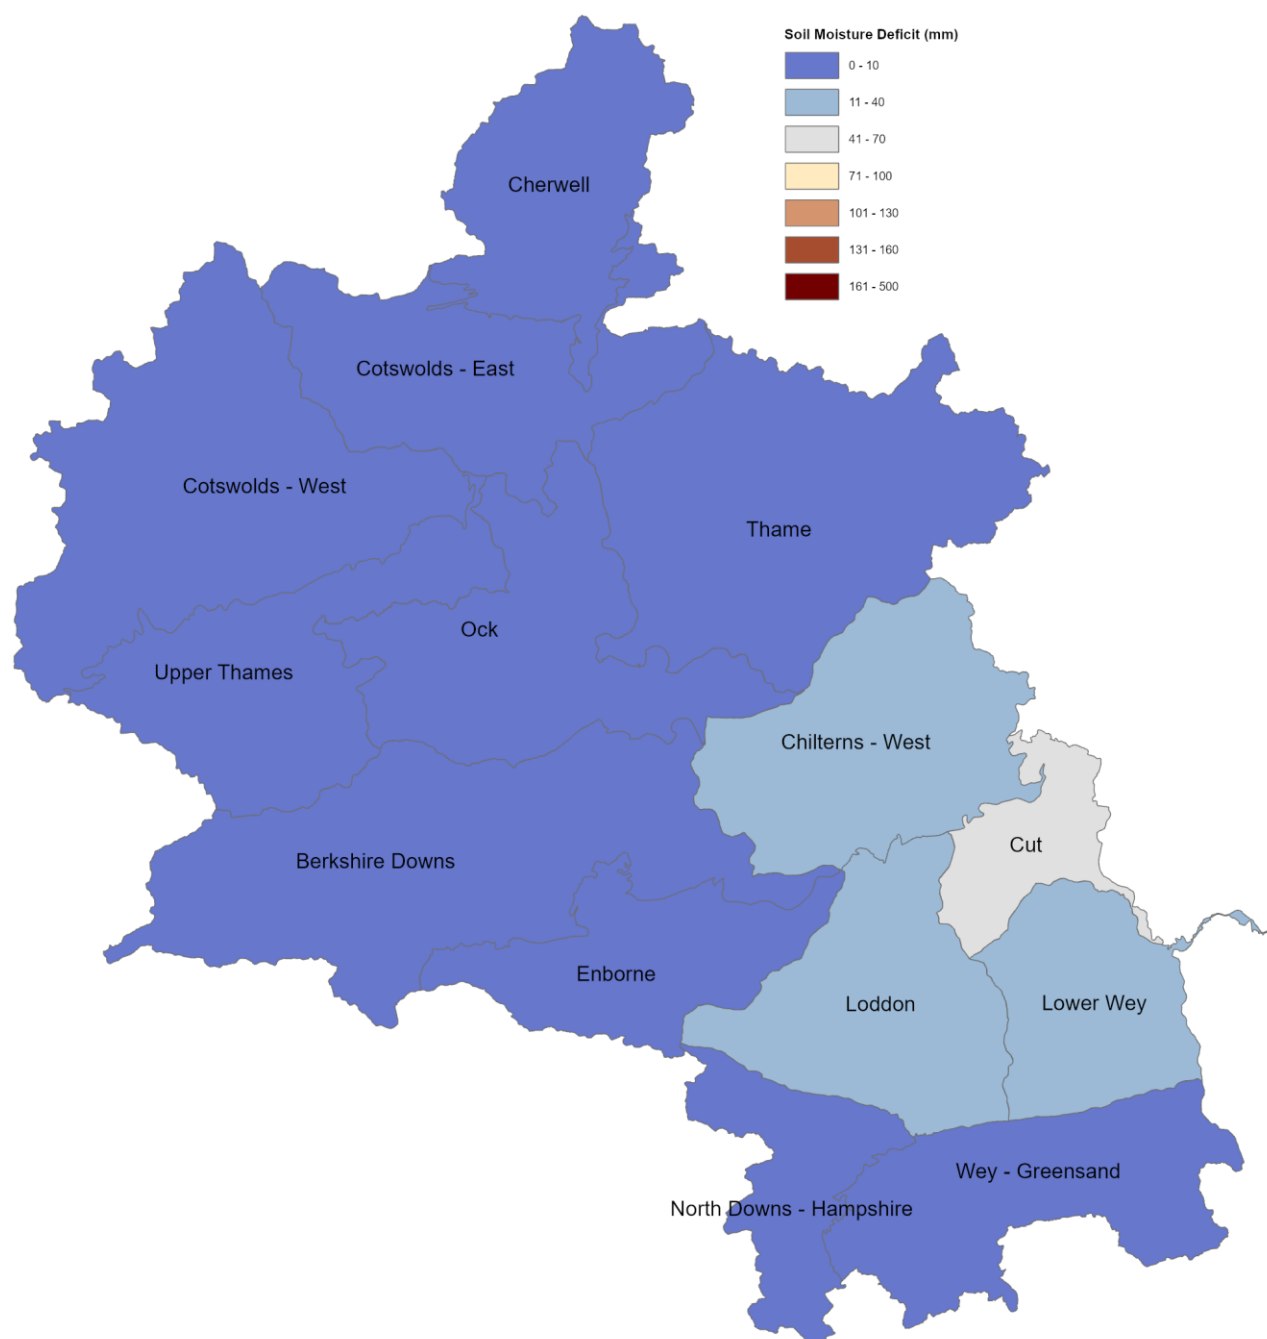 Soil Moisture Deficit (mm)
0 - 10
11 - 40
41 - 70
71 - 100
101 - 130
131 - 160
161 - 500
Cherwell
Cotswolds - East
Cotswolds - West
Thame
Ock
Upper Thames
Chilterns - West
Cut
Berkshire Downs
Enborne
Loddon
Lower Wey
Wey - Greensand
North Downs - Hampshire